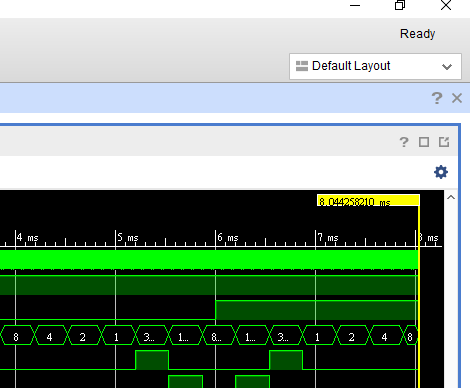 Ready
Default Layout
?
?
8.044258210 ms
4 ms 5 ms 6 ms 7 ms 8 ms
8 4 2 1 3... 1... 8... 1... 3... 1 2 4 8